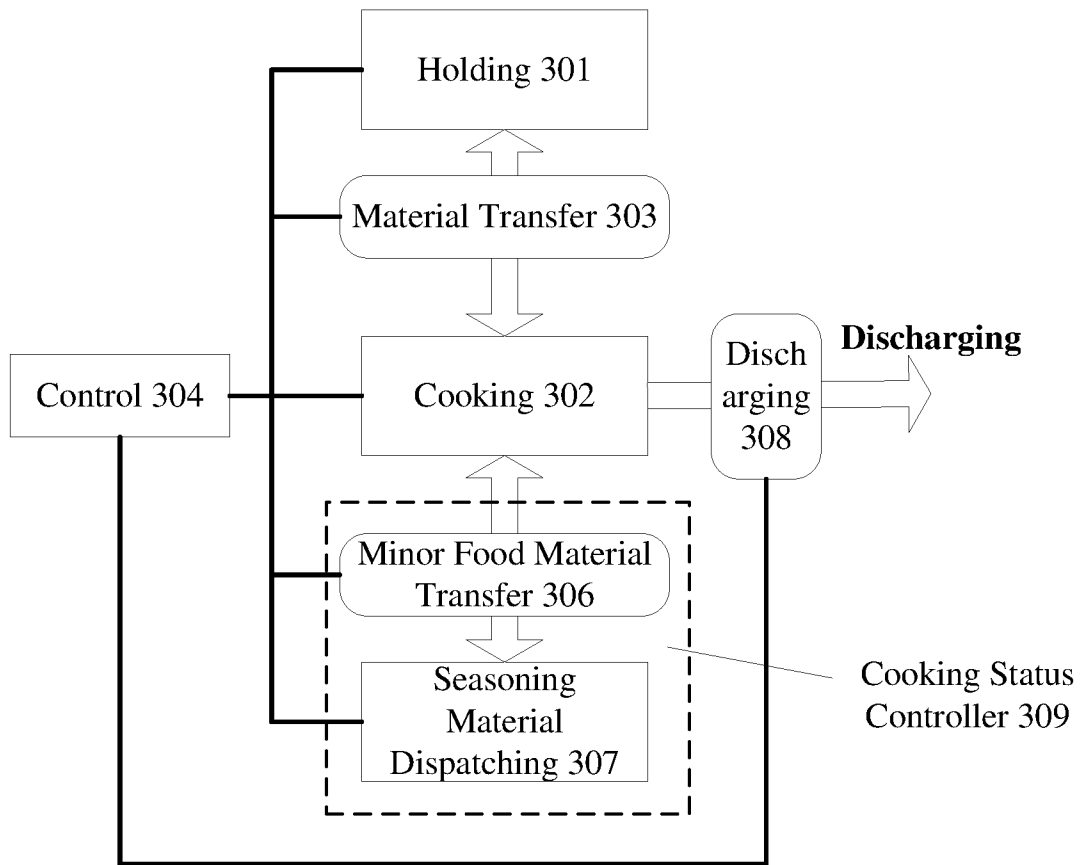 Holding 301
Material Transfer 303
Control 304
Cooking 302
Disch
arging
308
Discharging
Minor Food Material
Transfer 306
Seasoning
Material
Dispatching 307
Cooking Status
Controller 309